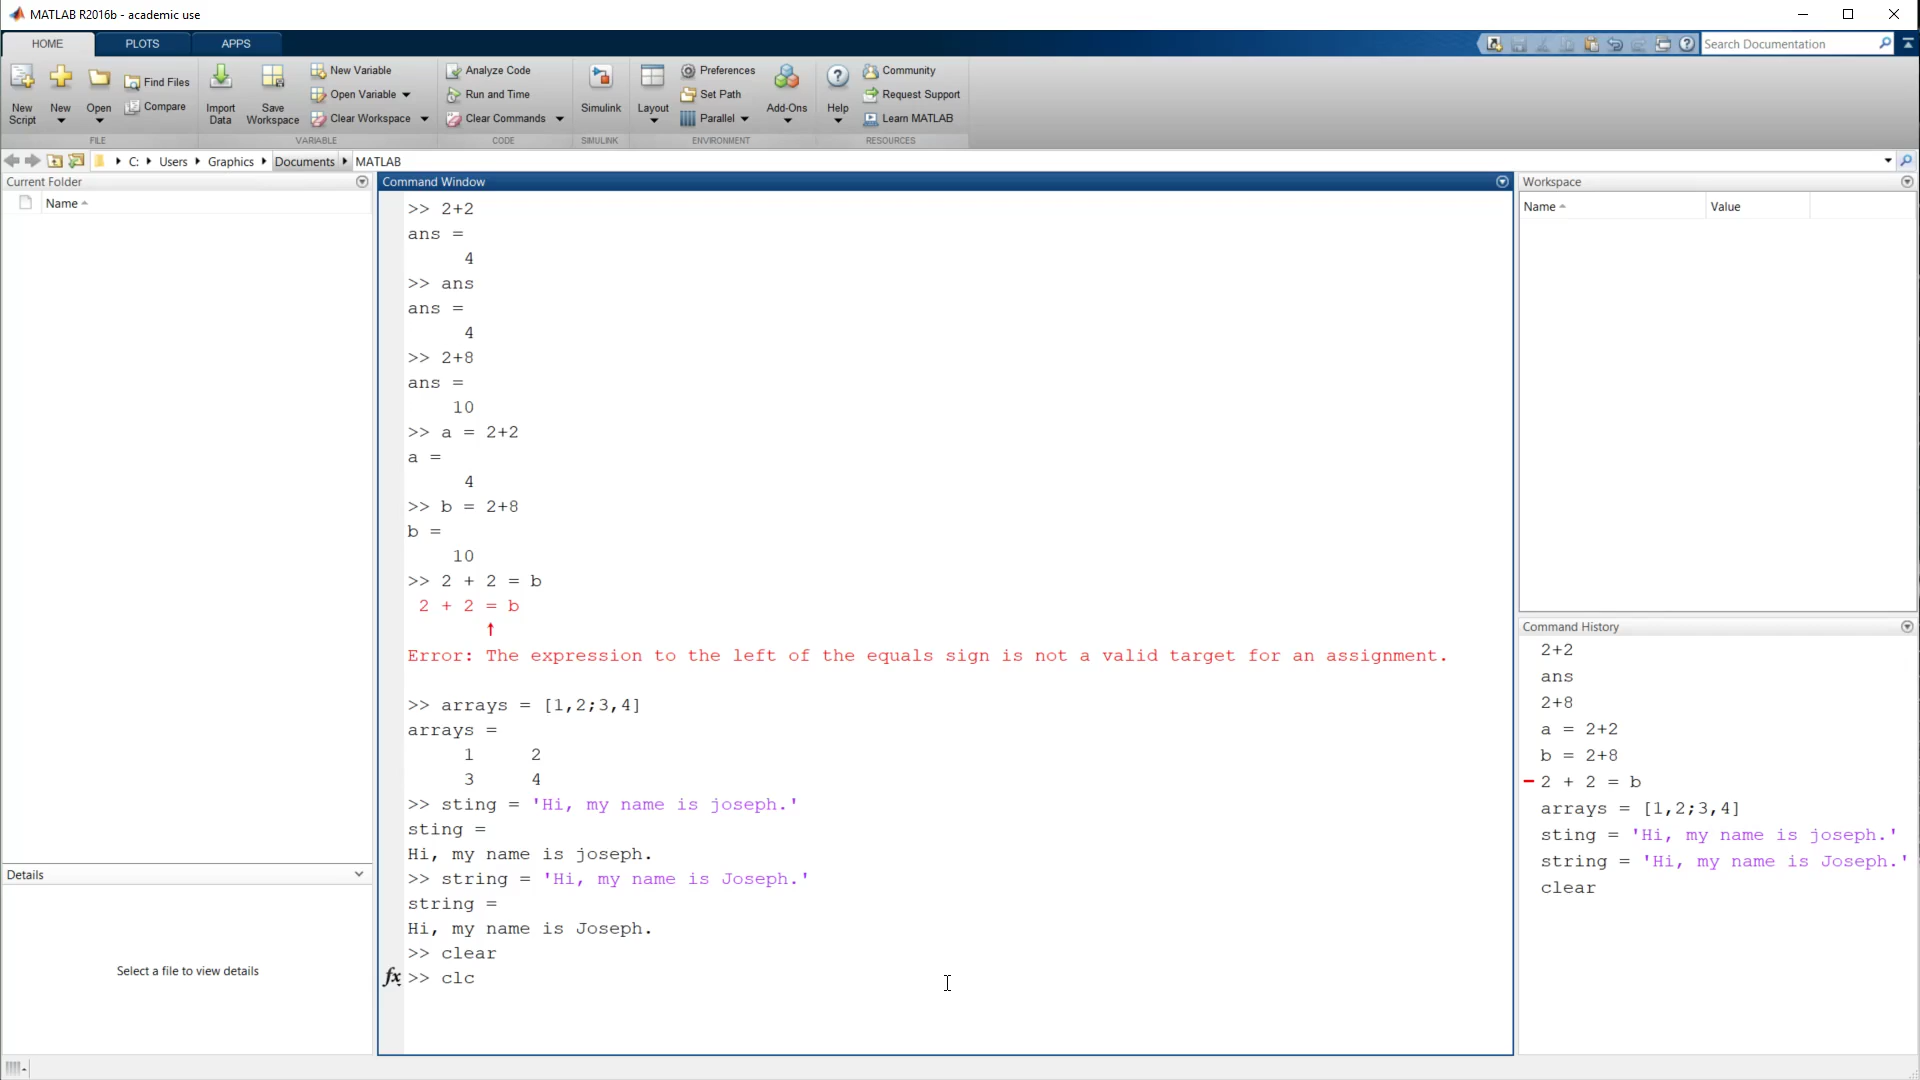 MATLAB R2016b - academic use
HOME
PLOTS
APPS
Search Documentation
New Script
New
Open
Find Files
Compare
FILE
Import Data
Save Workspace
New Variable
Open Variable
Clear Workspace
VARIABLE
Analyze Code
Run and Time
Clear Commands
CODE
Simulink
SIMULINK
Layout
Preferences
Set Path
Parallel
Add-Ons
ENVIRONMENT
Help
Community
Request Support
Learn MATLAB
RESOURCES
C: Users Graphics Documents MATLAB
Current Folder
Name
Details
Select a file to view details
Command Window
>> 2+2
ans =
4
>> ans
ans =
4
>> 2+8
ans =
10
>> a = 2+2
a =
4
>> b = 2+8
b =
10
>> 2 + 2 = b
2 + 2 = b
↑
Error: The expression to the left of the equals sign is not a valid target for an assignment.
>> arrays = [1,2;3,4]
arrays =
1 2
3 4
>> sting = 'Hi, my name is joseph.'
sting =
Hi, my name is joseph.
>> string = 'Hi, my name is Joseph.'
string =
Hi, my name is Joseph.
>> clear
fx >> clc
Workspace
Name Value
Command History
2+2
ans
2+8
a = 2+2
b = 2+8
2 + 2 = b
arrays = [1,2;3,4]
sting = 'Hi, my name is joseph.'
string = 'Hi, my name is Joseph.'
clear